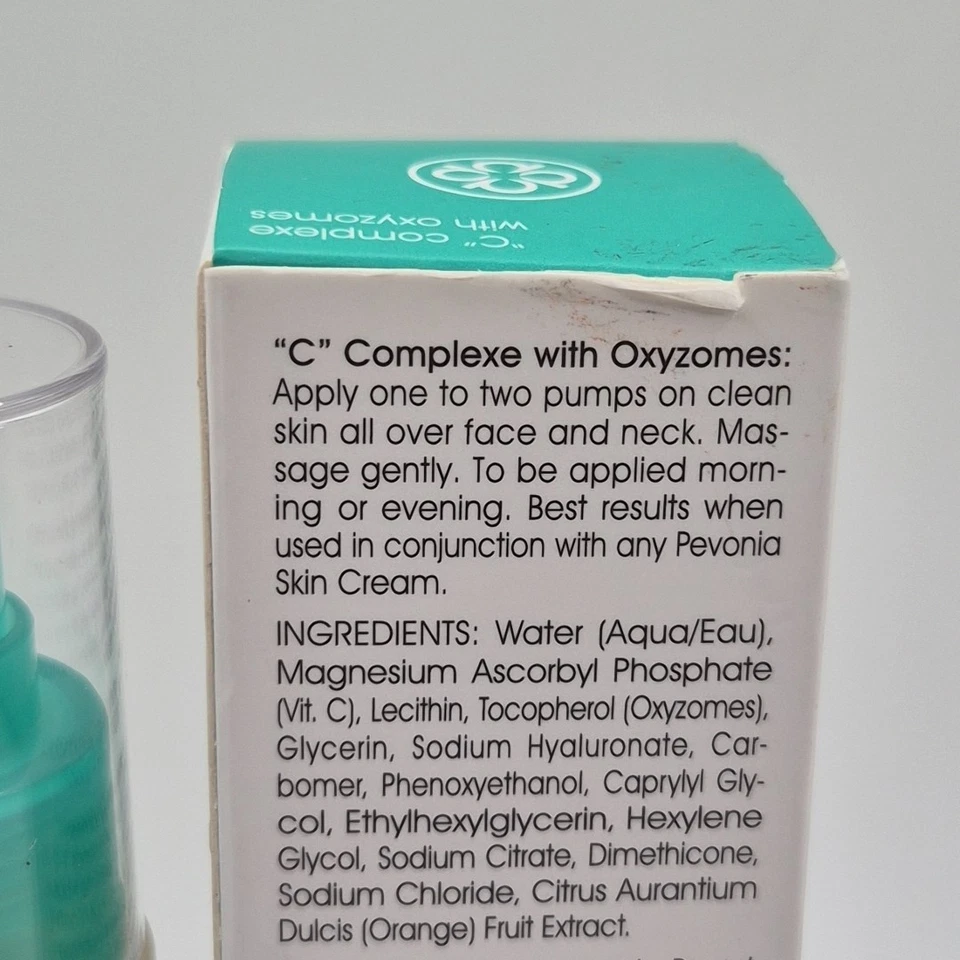 "C" complexe
with oxyzomes
"C" Complexe with Oxyzomes:
Apply one to two pumps on clean
skin all over face and neck. Mas-
sage gently. To be applied morn-
ing or evening. Best results when
used in conjunction with any Pevonia
Skin Cream.
INGREDIENTS: Water (Aqua/Eau),
Magnesium Ascorbyl Phosphate
(Vit. C), Lecithin, Tocopherol (Oxyzomes),
Glycerin, Sodium Hyaluronate, Car-
bomer, Phenoxyethanol, Caprylyl Gly-
col, Ethylhexylglycerin, Hexylene
Glycol, Sodium Citrate, Dimethicone,
Sodium Chloride, Citrus Aurantium
Dulcis (Orange) Fruit Extract.